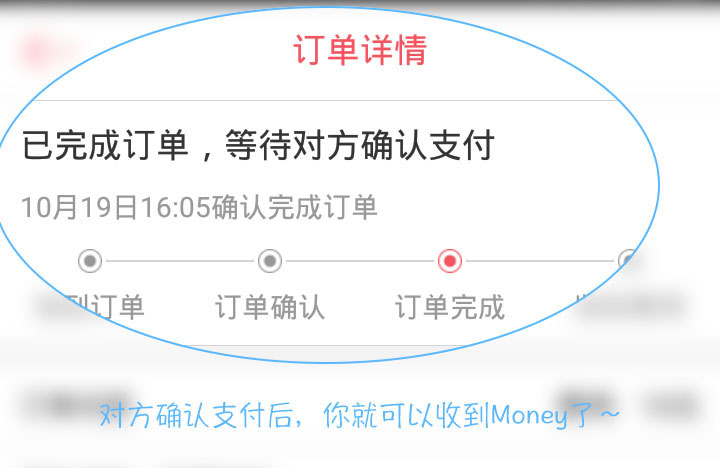 订单详情
已完成订单，等待对方确认支付
10月19日16:05确认完成订单
到订单 订单确认 订单完成
对方确认支付后，你就可以收到Money了～